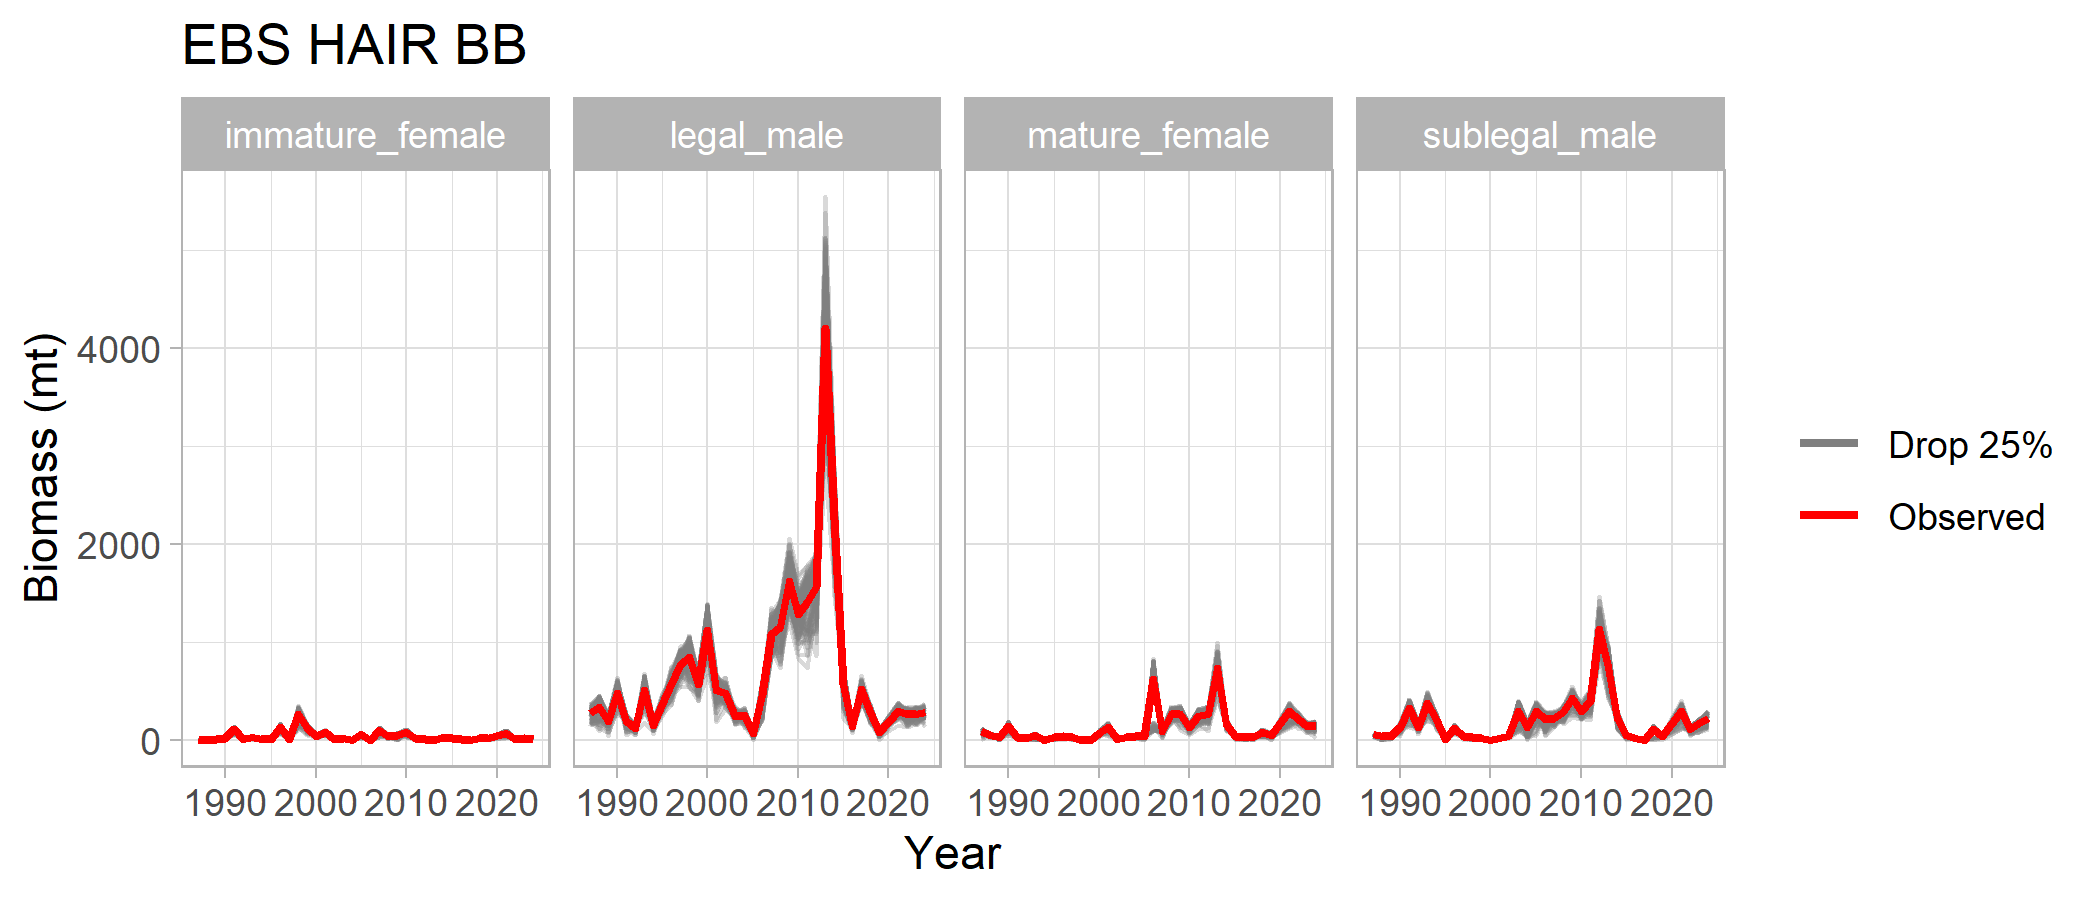 EBS HAIR BB
immature_female legal_male mature_female sublegal_male
Biomass (mt)
4000
2000
0
1990 2000 2010 2020 1990 2000 2010 2020 1990 2000 2010 2020 1990 2000 2010 2020
Year
Drop 25%
Observed